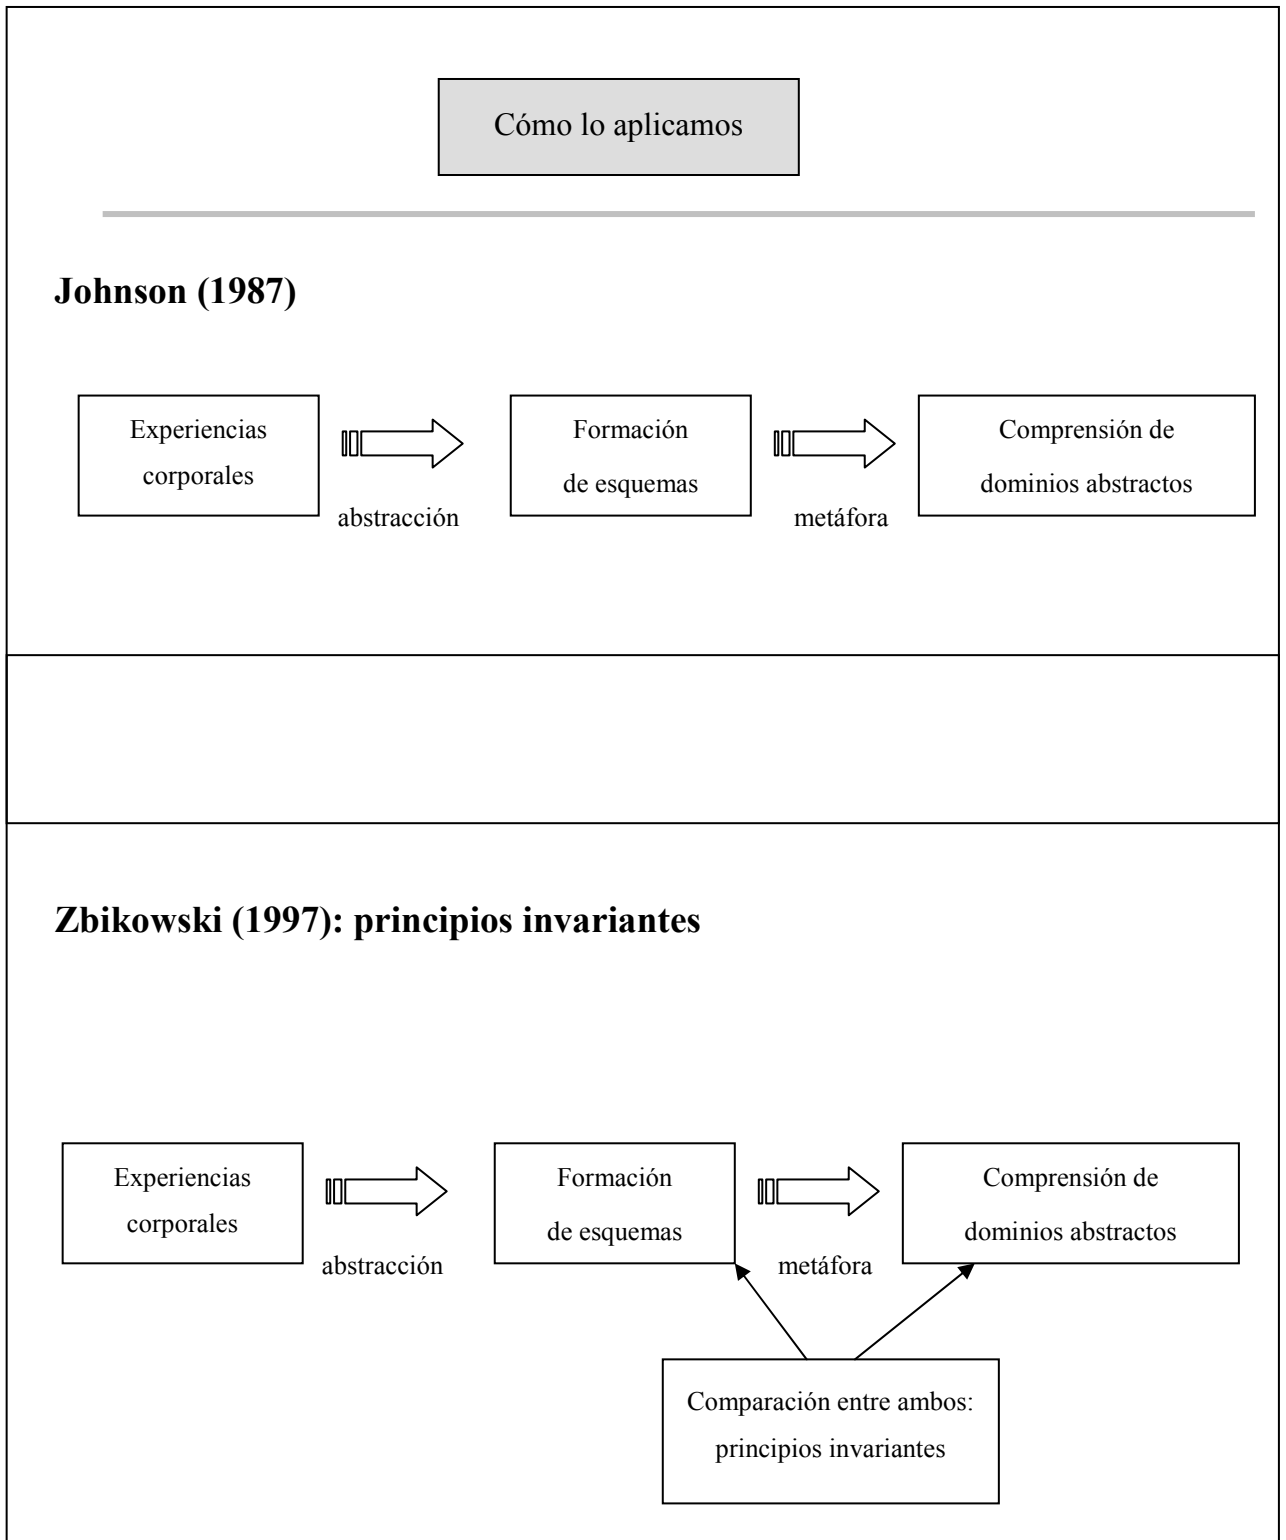 Cómo lo aplicamos
Johnson (1987)
Experiencias
corporales
abstracción
Formación
de esquemas
metáfora
Comprensión de
dominios abstractos
Zbikowski (1997): principios invariantes
Experiencias
corporales
abstracción
Formación
de esquemas
metáfora
Comprensión de
dominios abstractos
Comparación entre ambos:
principios invariantes